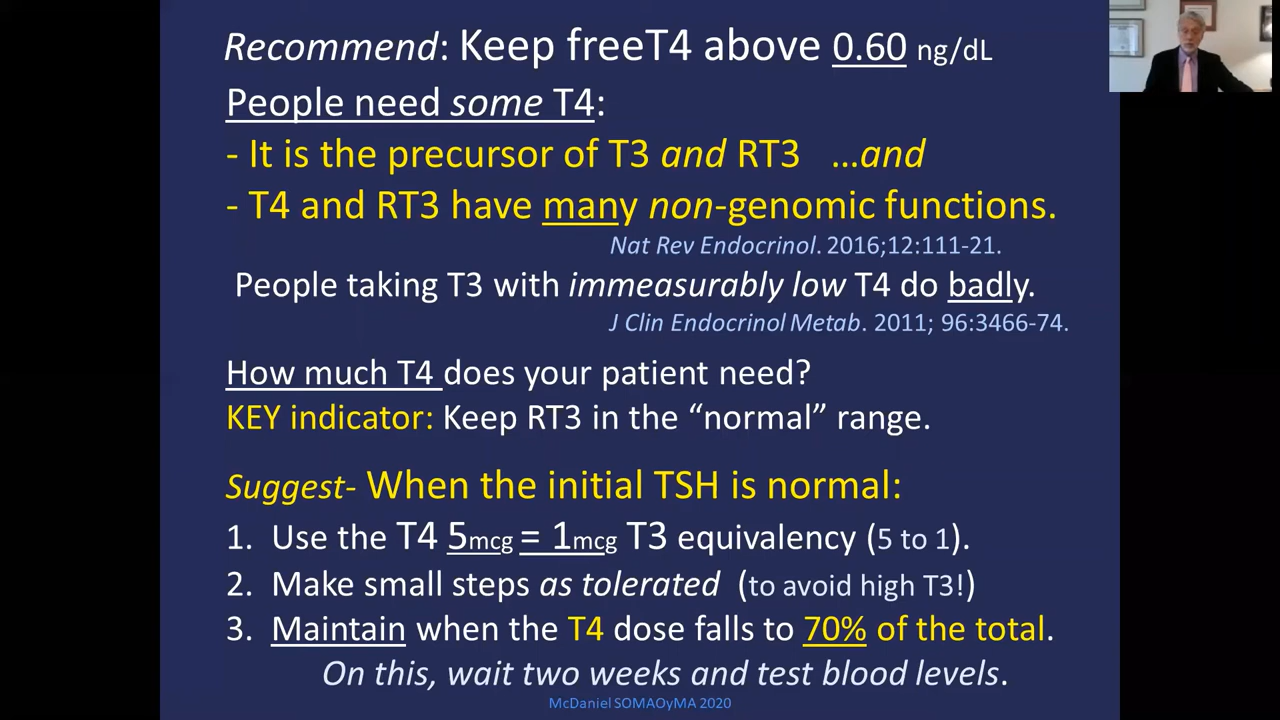 Recommend: Keep freeT4 above 0.60 ng/dL
People need some T4:
- It is the precursor of T3 and RT3 ...and
- T4 and RT3 have many non-genomic functions.
Nat Rev Endocrinol. 2016;12:111-21.
People taking T3 with immeasurably low T4 do badly.
J Clin Endocrinol Metab. 2011; 96:3466-74.
How much T4 does your patient need?
KEY indicator: Keep RT3 in the “normal” range.
Suggest- When the initial TSH is normal:
1. Use the T4 5mcg = 1mcg T3 equivalency (5 to 1).
2. Make small steps as tolerated (to avoid high T3!)
3. Maintain when the T4 dose falls to 70% of the total.
On this, wait two weeks and test blood levels.
McDaniel SOMAOyMA 2020